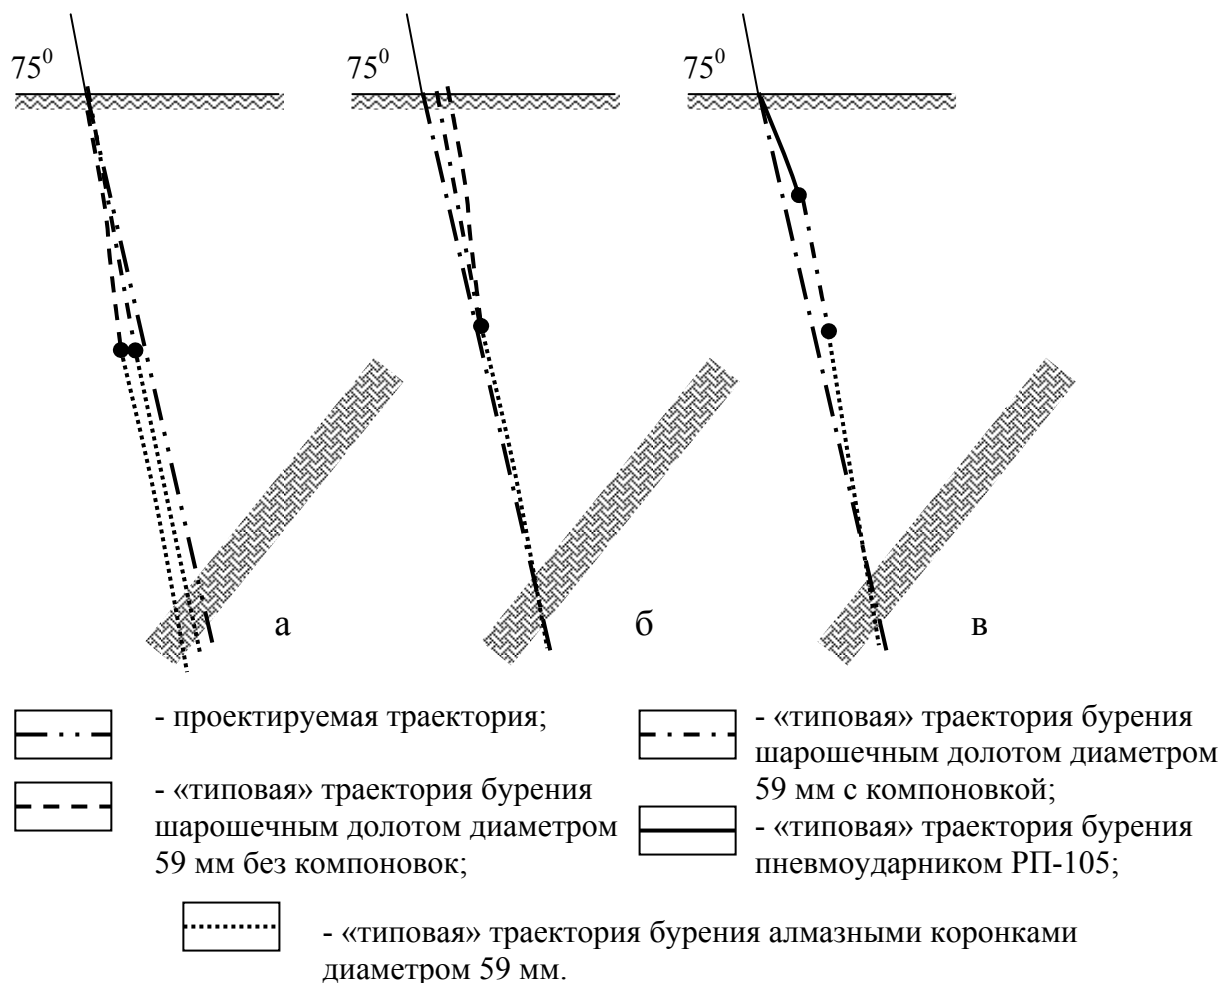 75⁰ 75⁰ 75⁰
а б в
- проектируемая траектория;
- «типовая» траектория бурения
шарошечным долотом диаметром
59 мм без компоновок;
- «типовая» траектория бурения
шарошечным долотом диаметром
59 мм с компоновкой;
- «типовая» траектория бурения
пневмоударником РП-105;
- «типовая» траектория бурения алмазными коронками
диаметром 59 мм.